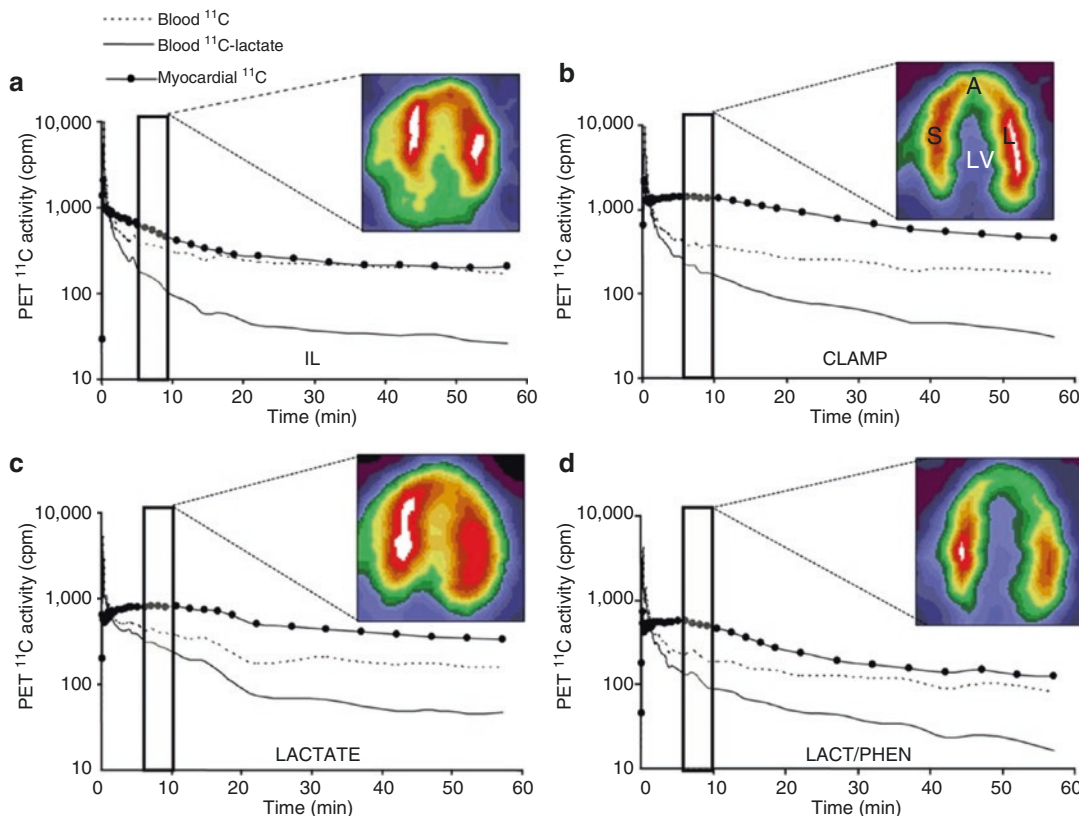 Blood ¹¹C
Blood ¹¹C-lactate
Myocardial ¹¹C
a
10,000
1,000
100
10
PET ¹¹C activity (cpm)
IL
0 10 20 30 40 50 60
Time (min)
b
A
S
L
LV
10,000
1,000
100
10
PET ¹¹C activity (cpm)
CLAMP
0 10 20 30 40 50 60
Time (min)
c
10,000
1,000
100
10
PET ¹¹C activity (cpm)
LACTATE
0 10 20 30 40 50 60
Time (min)
d
10,000
1,000
100
10
PET ¹¹C activity (cpm)
LACT/PHEN
0 10 20 30 40 50 60
Time (min)